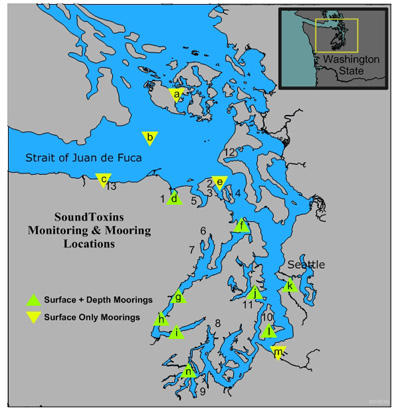 Washington
State
a
b
12
Strait of Juan de Fuca
c
13
e
2
3
4
1
d
5
SoundToxins
Monitoring & Mooring
Locations
f
6
7
Seattle
Surface + Depth Moorings
g
j
k
11
Surface Only Moorings
h
i
8
10
l
m
n
9